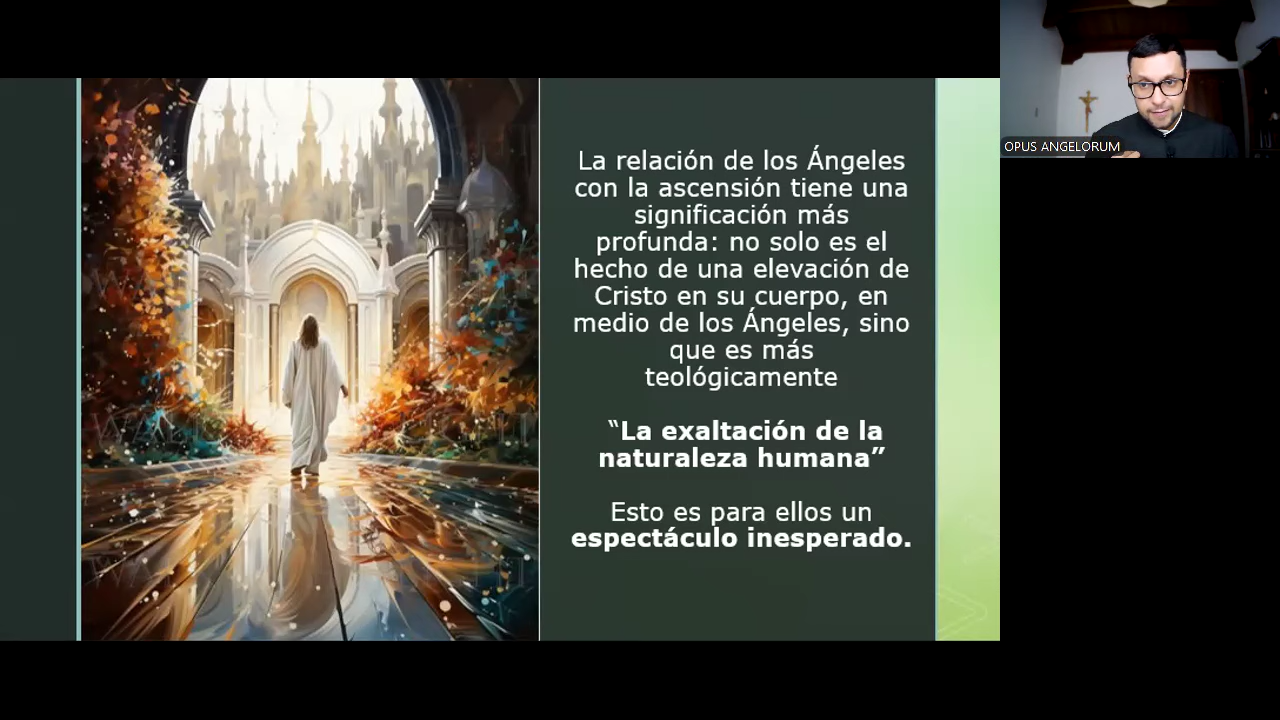 La relación de los Ángeles
con la ascensión tiene una
significación más
profunda: no solo es el
hecho de una elevación de
Cristo en su cuerpo, en
medio de los Ángeles, sino
que es más
teológicamente
“La exaltación de la
naturaleza humana”
Esto es para ellos un
espectáculo inesperado.
OPUS ANGELORUM